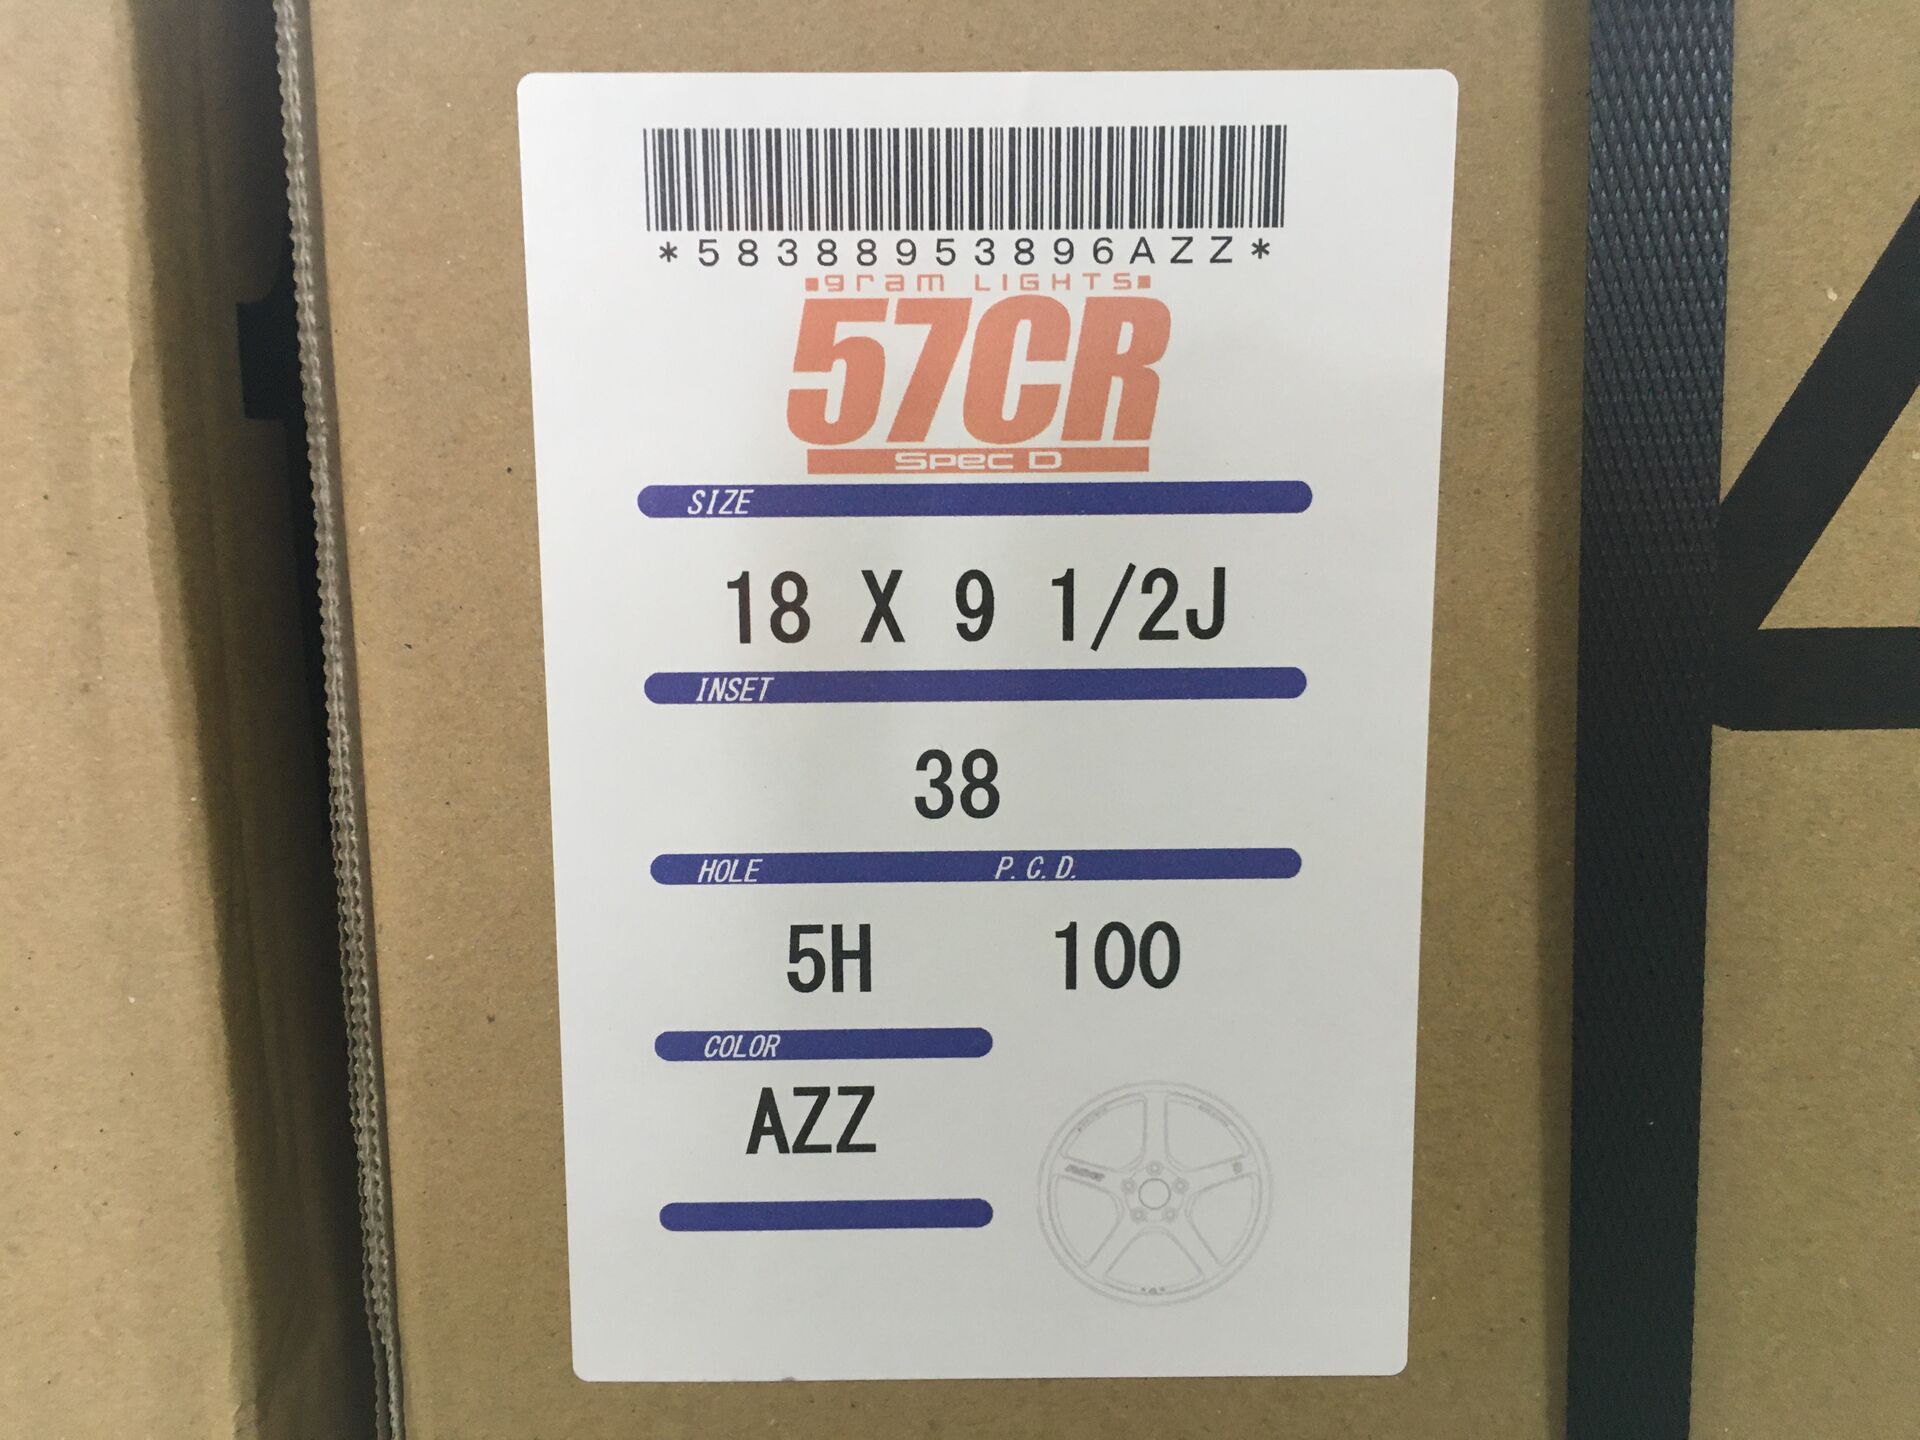 *58388953896AZZ*
gram LIGHTS
57CR
Spec D
SIZE
18 X 9 1/2J
INSET
38
HOLE P.C.D.
5H 100
COLOR
AZZ